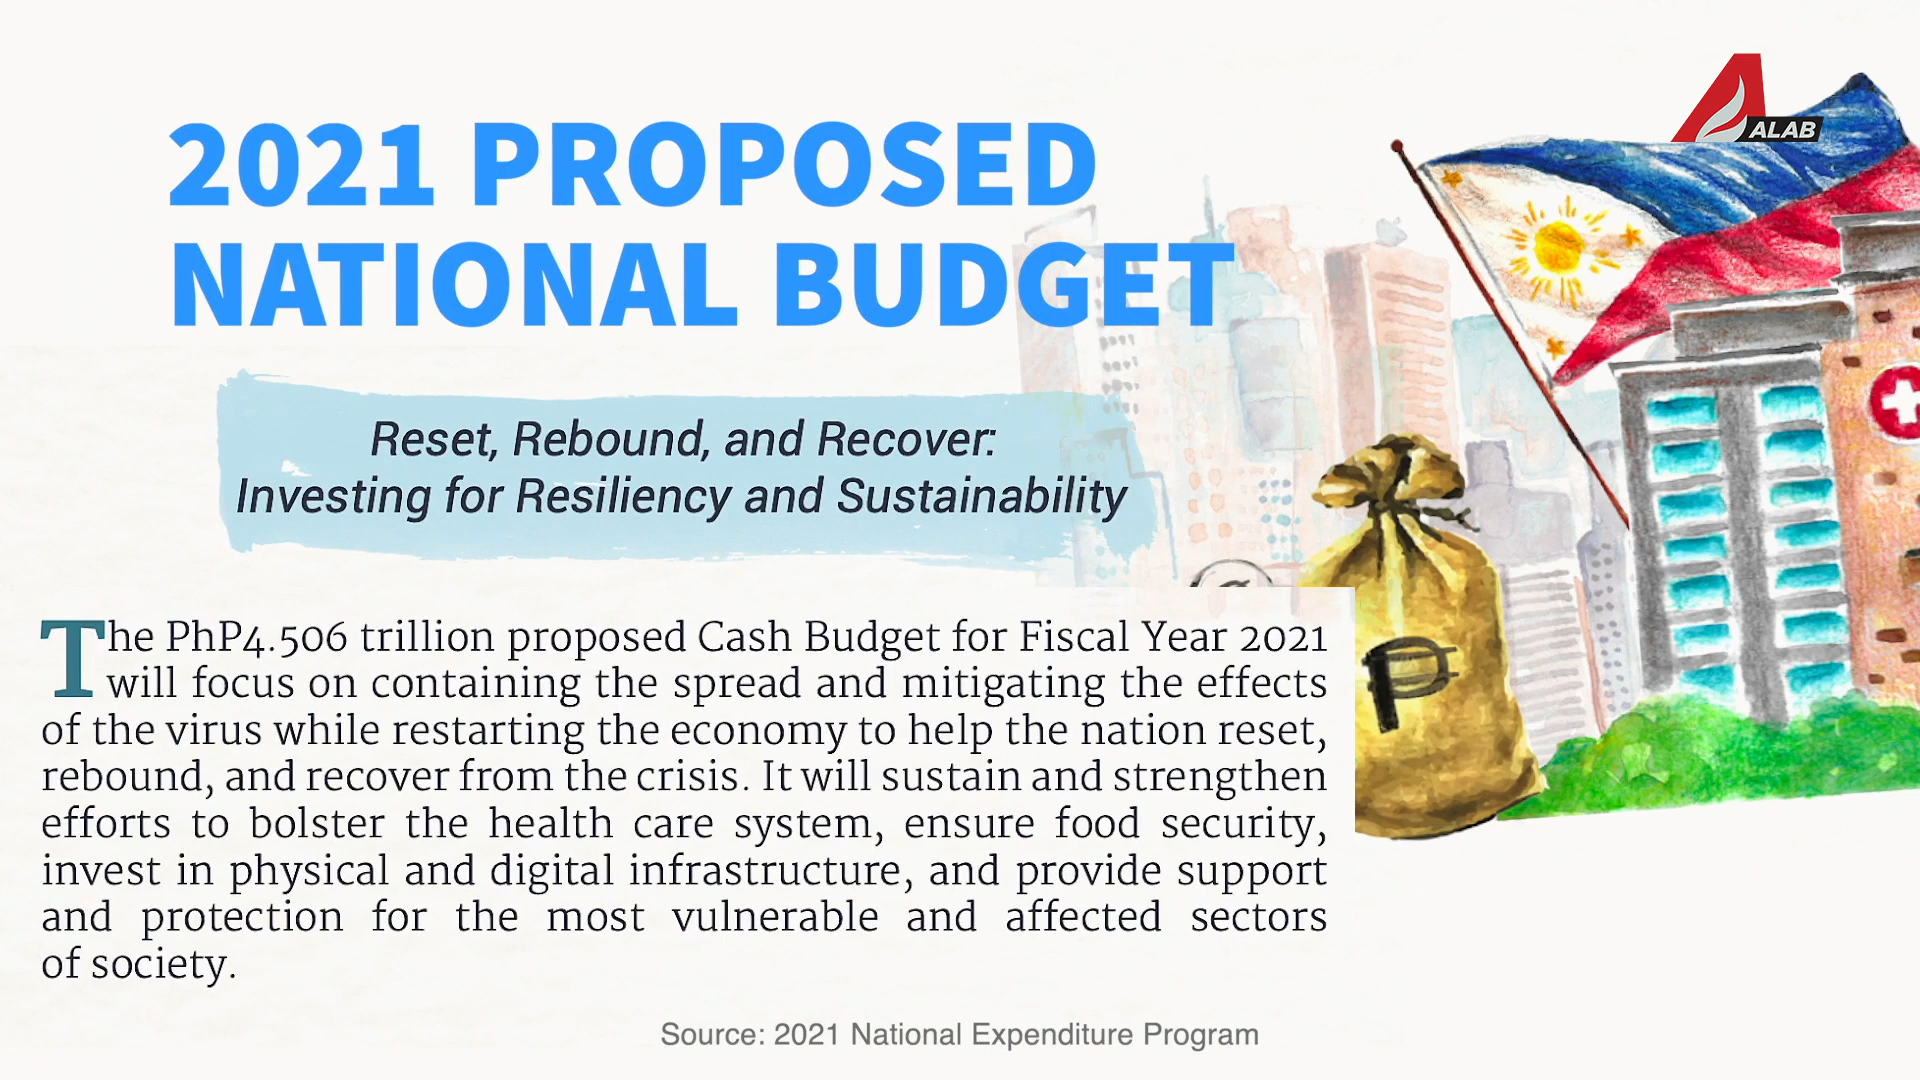 ALAB
2021 PROPOSED
NATIONAL BUDGET
Reset, Rebound, and Recover:
Investing for Resiliency and Sustainability
The PhP4.506 trillion proposed Cash Budget for Fiscal Year 2021
will focus on containing the spread and mitigating the effects
of the virus while restarting the economy to help the nation reset,
rebound, and recover from the crisis. It will sustain and strengthen
efforts to bolster the health care system, ensure food security,
invest in physical and digital infrastructure, and provide support
and protection for the most vulnerable and affected sectors
of society.
₱
Source: 2021 National Expenditure Program